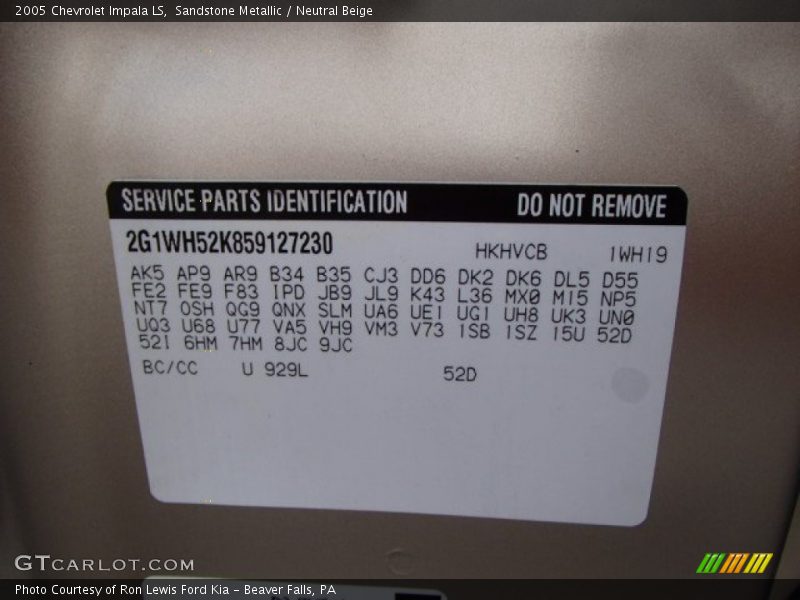 2005 Chevrolet Impala LS, Sandstone Metallic / Neutral Beige
SERVICE PARTS IDENTIFICATION DO NOT REMOVE
2G1WH52K859127230 HKHVCB 1WH19
AK5 AP9 AR9 B34 B35 CJ3 DD6 DK2 DK6 DL5 D55
FE2 FE9 F83 IPD JB9 JL9 K43 L36 MX0 M15 NP5
NT7 OSH QG9 QNX SLM UA6 UE1 UG1 UH8 UK3 UN0
UQ3 U68 U77 VA5 VH9 VM3 V73 1SB 1SZ 15U 52D
521 6HM 7HM 8JC 9JC
BC/CC U 929L 52D
GTCARLOT.COM
Photo Courtesy of Ron Lewis Ford Kia - Beaver Falls, PA